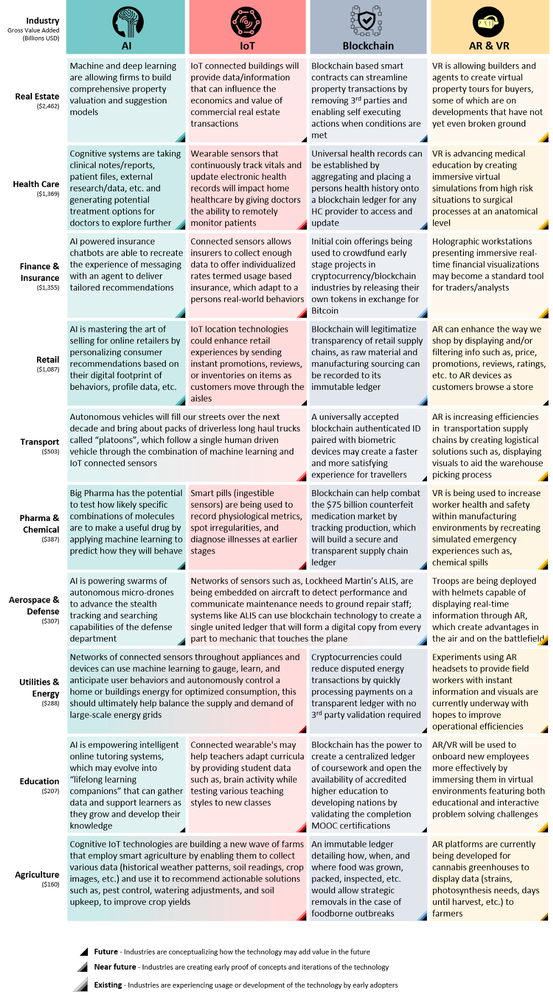 Industry
Gross Value Added
(Billions USD)
AI
IoT
Blockchain
AR & VR
Real Estate
($2,462)
Machine and deep learning
are allowing firms to build
comprehensive property
valuation and suggestion
models
IoT connected buildings will
provide data/information
that can influence the
economics and value of
commercial real estate
transactions
Blockchain based smart
contracts can streamline
property transactions by
removing 3rd parties and
enabling self executing
actions when conditions are
met
VR is allowing builders and
agents to create virtual
property tours for buyers,
some of which are on
developments that have not
yet even broken ground
Health Care
($1,369)
Cognitive systems are taking
clinical notes/reports,
patient files, external
research/data, etc. and
generating potential
treatment options for
doctors to explore further
Wearable sensors that
continuously track vitals and
update electronic health
records will impact home
healthcare by giving doctors
the ability to remotely
monitor patients
Universal health records can
be established by
aggregating and placing a
persons health history onto
a blockchain ledger for any
HC provider to access and
update
VR is advancing medical
education by creating
immersive virtual
simulations from high risk
situations to surgical
processes at an anatomical
level
Finance &
Insurance
($1,355)
AI powered insurance
chatbots are able to recreate
the experience of messaging
with an agent to deliver
tailored recommendations
Connected sensors allows
insurers to collect enough
data to offer individualized
rates termed usage based
insurance, which adapt to a
persons real-world behaviors
Initial coin offerings being
used to crowdfund early
stage projects in
cryptocurrency/blockchain
industries by releasing their
own tokens in exchange for
Bitcoin
Holographic workstations
presenting immersive real-
time financial visualizations
may become a standard tool
for traders/analysts
Retail
($1,087)
AI is mastering the art of
selling for online retailers by
personalizing consumer
recommendations based on
their digital footprint of
behaviors, profile data, etc.
IoT location technologies
could enhance retail
experiences by sending
instant promotions, reviews,
or inventories on items as
customers move through the
aisles
Blockchain will legitimatize
transparency of retail supply
chains, as raw material and
manufacturing sourcing can
be recorded to its
immutable ledger
AR can enhance the way we
shop by displaying and/or
filtering info such as, price,
promotions, reviews, ratings,
etc. to AR devices as
customers browse a store
Transport
($503)
Autonomous vehicles will fill our streets over the next
decade and bring about packs of driverless long haul trucks
called “platoons”, which follow a single human driven
vehicle through the combination of machine learning and
IoT connected sensors
A universally accepted
blockchain authenticated ID
paired with biometric
devices may create a faster
and more satisfying
experience for travellers
AR is increasing efficiencies
in transportation supply
chains by creating logistical
solutions such as, displaying
visuals to aid the warehouse
picking process
Pharma &
Chemical
($387)
Big Pharma has the potential
to test how likely specific
combinations of molecules
are to make a useful drug by
applying machine learning to
predict how they will behave
Smart pills (ingestible
sensors) are being used to
record physiological metrics,
spot irregularities, and
diagnose illnesses at earlier
stages
Blockchain can help combat
the $75 billion counterfeit
medication market by
tracking production, which
will build a secure and
transparent supply chain
ledger
VR is being used to increase
worker health and safety
within manufacturing
environments by recreating
simulated emergency
experiences such as,
chemical spills
Aerospace &
Defense
($307)
AI is powering swarms of
autonomous micro-drones
to advance the stealth
tracking and searching
capabilities of the defense
department
Networks of sensors such as, Lockheed Martin’s ALIS, are
being embedded on aircraft to detect performance and
communicate maintenance needs to ground repair staff;
systems like ALIS can use blockchain technology to create a
single united ledger that will form a digital copy from every
part to mechanic that touches the plane
Troops are being deployed
with helmets capable of
displaying real-time
information through AR,
which create advantages in
the air and on the battlefield
Utilities &
Energy
($288)
Networks of connected sensors throughout appliances and
devices can use machine learning to gauge, learn, and
anticipate user behaviors and autonomously control a
home or buildings energy for optimized consumption, this
should ultimately help balance the supply and demand of
large-scale energy grids
Cryptocurrencies could
reduce disputed energy
transactions by quickly
processing payments on a
transparent ledger with no
3rd party validation required
Experiments using AR
headsets to provide field
workers with instant
information and visuals are
currently underway with
hopes to improve
operational efficiencies
Education
($207)
AI is empowering intelligent
online tutoring systems,
which may evolve into
“lifelong learning
companions” that can gather
data and support learners as
they grow and develop their
knowledge
Connected wearable's may
help teachers adapt curricula
by providing student data
such as, brain activity while
testing various teaching
styles to new classes
Blockchain has the power to
create a centralized ledger
of coursework and open the
availability of accredited
higher education to
developing nations by
validating the completion
MOOC certifications
AR/VR will be used to
onboard new employees
more effectively by
immersing them in virtual
environments featuring both
educational and interactive
problem solving challenges
Agriculture
($160)
Cognitive IoT technologies are building a new wave of farms
that employ smart agriculture by enabling them to collect
various data (historical weather patterns, soil readings, crop
images, etc.) and use it to recommend actionable solutions
such as, pest control, watering adjustments, and soil
upkeep, to improve crop yields
An immutable ledger
detailing how, when, and
where food was grown,
packed, inspected, etc.
would allow strategic
removals in the case of
foodborne outbreaks
AR platforms are currently
being developed for
cannabis greenhouses to
display data (strains,
photosynthesis needs, days
until harvest, etc.) to
farmers
Future - Industries are conceptualizing how the technology may add value in the future
Near future - Industries are creating early proof of concepts and iterations of the technology
Existing - Industries are experiencing usage or development of the technology by early adopters